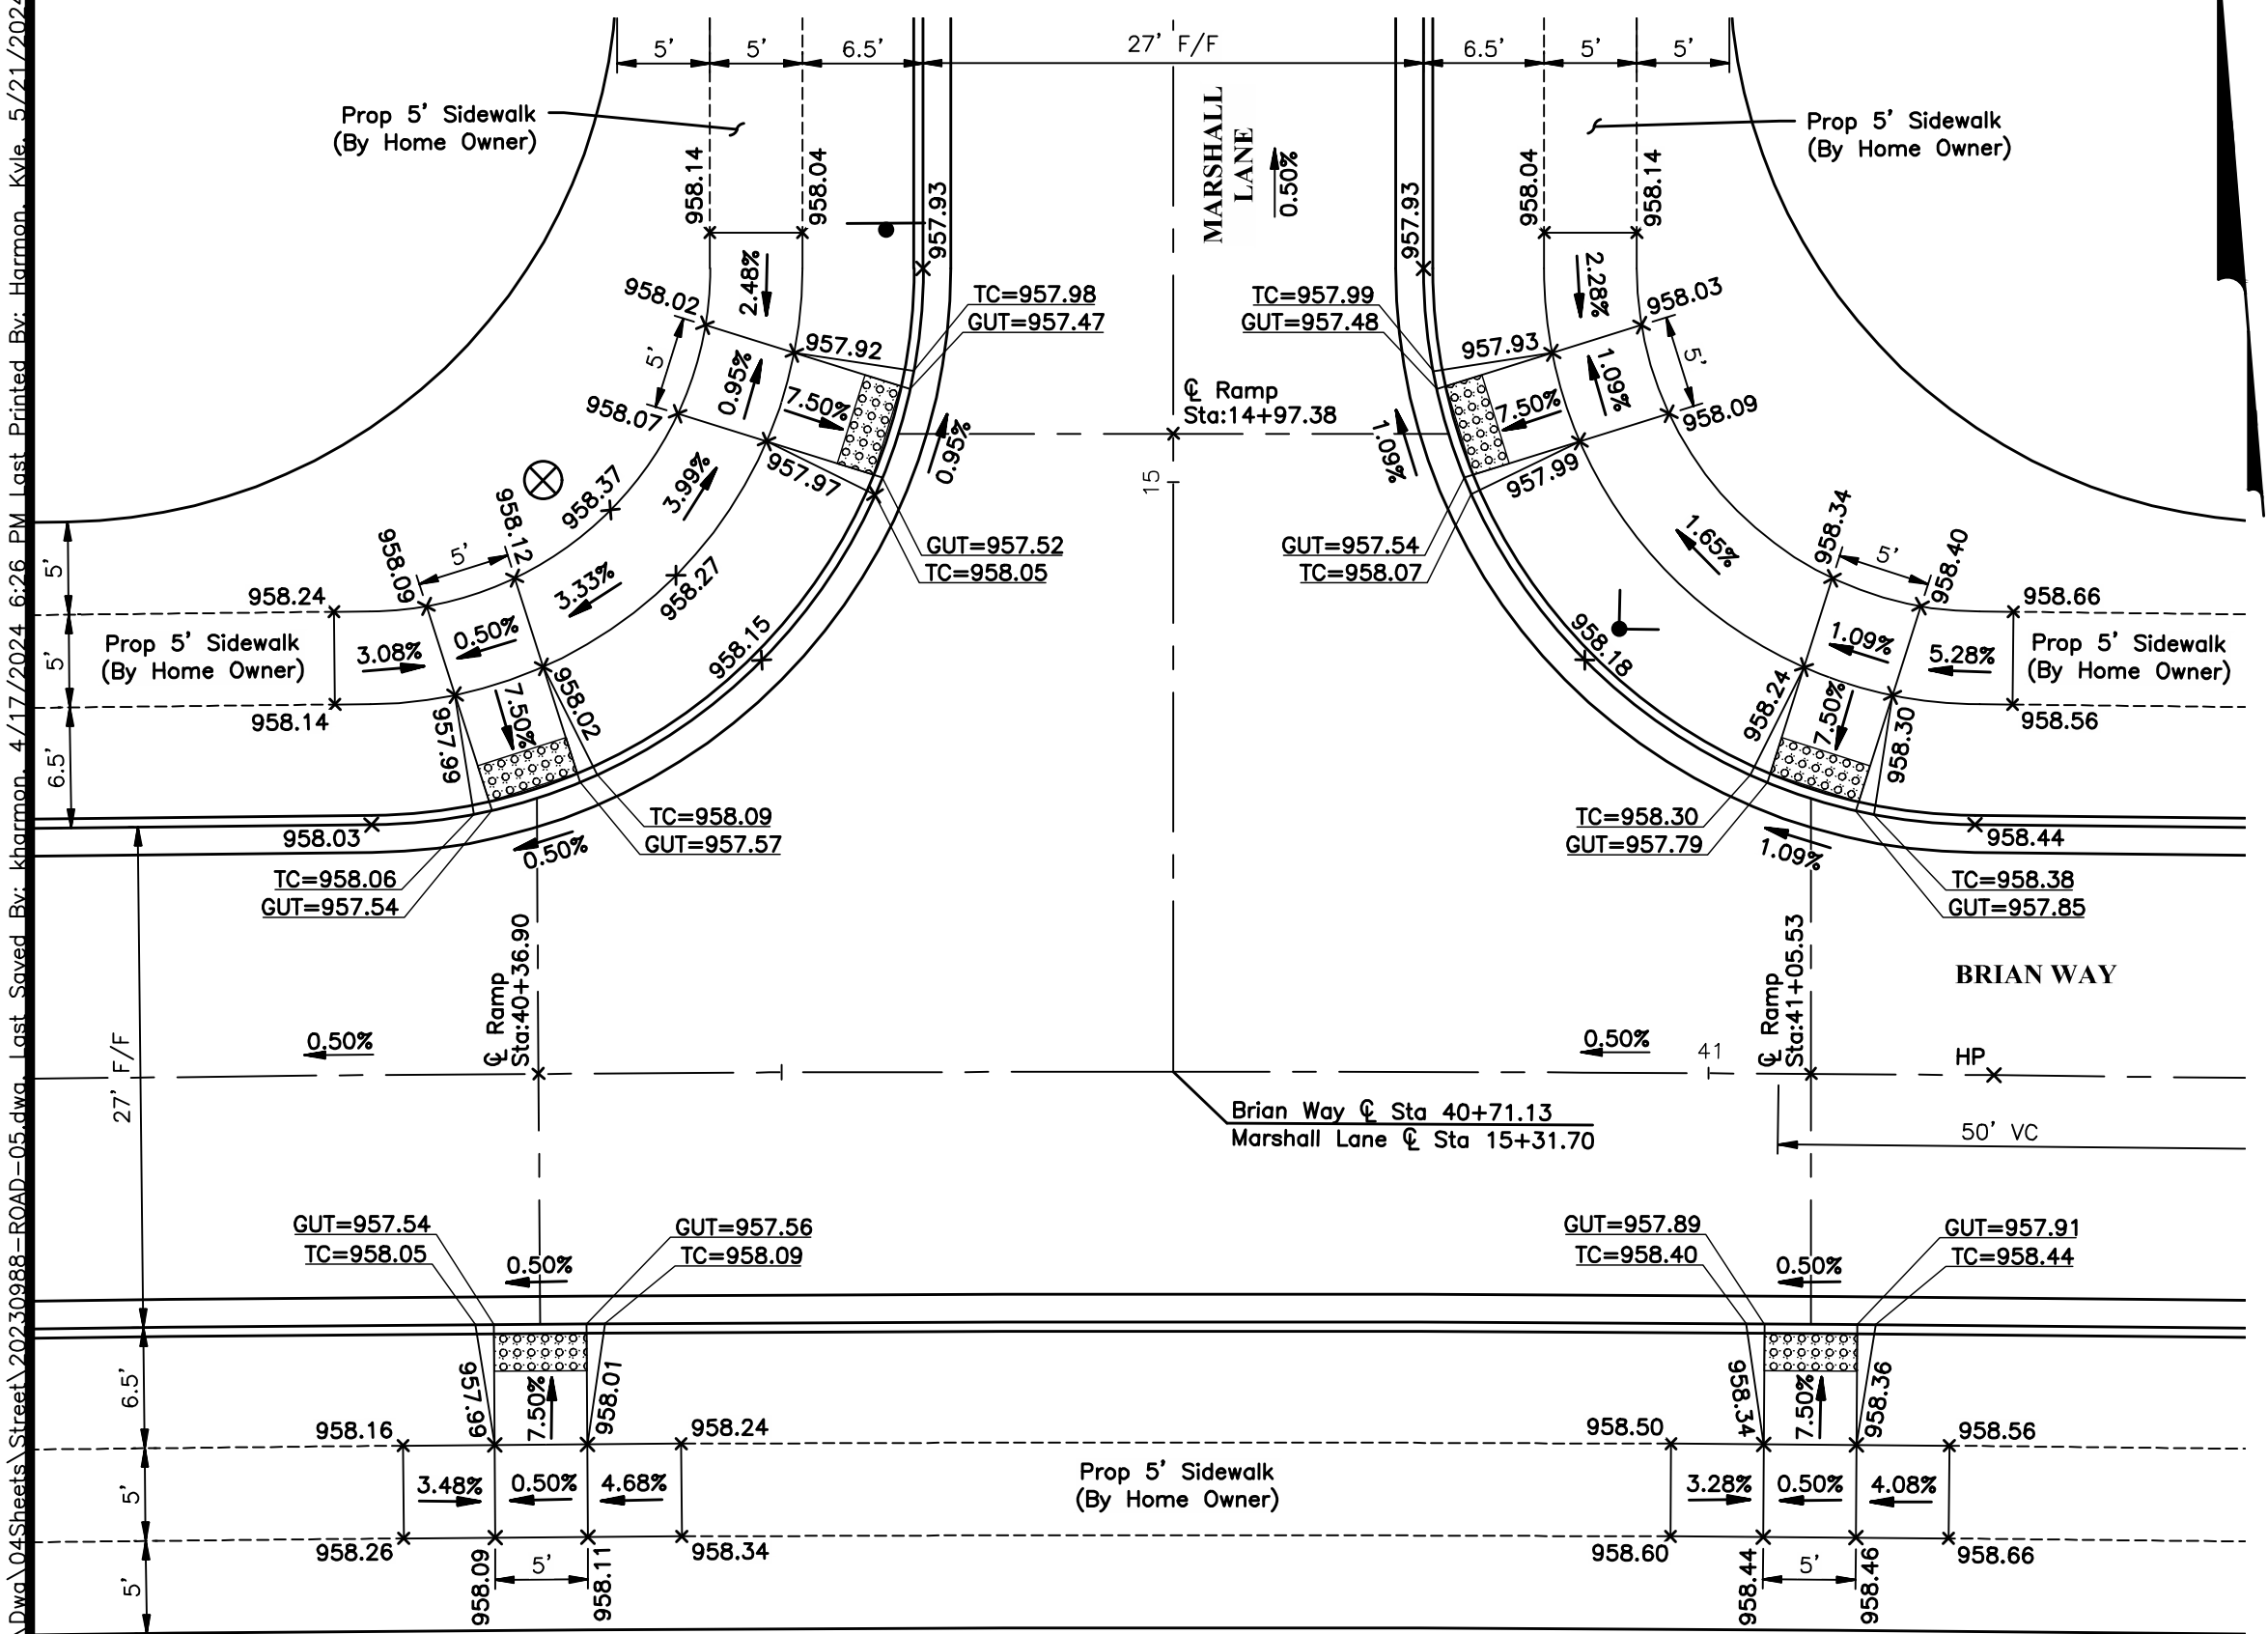 \Dwg\04Sheets\Street\20230988-ROAD-05.dwg, Last Saved By: kharmon, 4/17/2024 6:26 PM Last Printed By: Harmon, Kyle, 5/21/2024
5'
5'
6.5'
27' F/F
6.5'
5'
5'
Prop 5' Sidewalk
(By Home Owner)
MARSHALL
LANE
0.50%
Prop 5' Sidewalk
(By Home Owner)
958.14
958.04
957.93
957.93
958.04
958.14
2.48%
2.28%
958.02
958.03
TC=957.98
GUT=957.47
TC=957.99
GUT=957.48
957.92
957.93
5'
5'
0.95%
7.50%
7.50%
1.09%
958.07
958.09
℄ Ramp
Sta:14+97.38
0.95%
1.09%
15
957.97
957.99
3.99%
958.37
958.12
958.09
5'
GUT=957.52
TC=958.05
GUT=957.54
TC=958.07
1.65%
958.34
5'
958.40
5'
958.24
3.33%
958.27
958.66
Prop 5' Sidewalk
(By Home Owner)
5'
3.08%
0.50%
958.15
958.18
1.09%
5.28%
Prop 5' Sidewalk
(By Home Owner)
958.14
957.99
7.50%
958.02
958.24
7.50%
958.30
958.56
6.5'
958.03
TC=958.09
GUT=957.57
0.50%
TC=958.30
GUT=957.79
1.09%
958.44
TC=958.06
GUT=957.54
TC=958.38
GUT=957.85
℄ Ramp
Sta:40+36.90
℄ Ramp
Sta:41+05.53
BRIAN WAY
27' F/F
0.50%
0.50%
41
HP
Brian Way ℄ Sta 40+71.13
Marshall Lane ℄ Sta 15+31.70
50' VC
GUT=957.54
TC=958.05
GUT=957.56
TC=958.09
0.50%
GUT=957.89
TC=958.40
GUT=957.91
TC=958.44
0.50%
6.5'
957.99
7.50%
958.01
958.34
7.50%
958.36
958.16
958.24
958.50
958.56
5'
3.48%
0.50%
4.68%
Prop 5' Sidewalk
(By Home Owner)
3.28%
0.50%
4.08%
958.26
958.34
958.60
958.66
5'
958.09
5'
958.11
958.44
5'
958.46